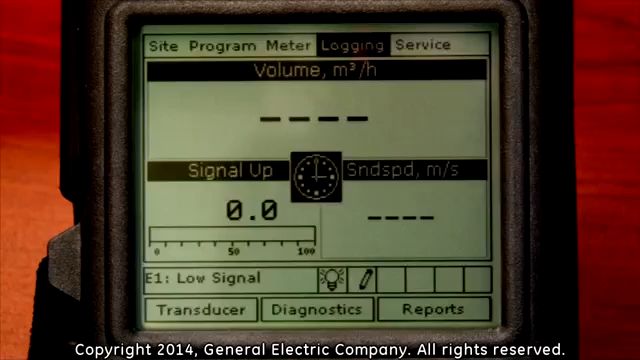 Site Program Meter Logging Service
Volume, m³/h
----
Signal Up
Sndspd, m/s
0.0
----
0 50 100
E1: Low Signal
Transducer Diagnostics Reports
Copyright 2014, General Electric Company. All rights reserved.